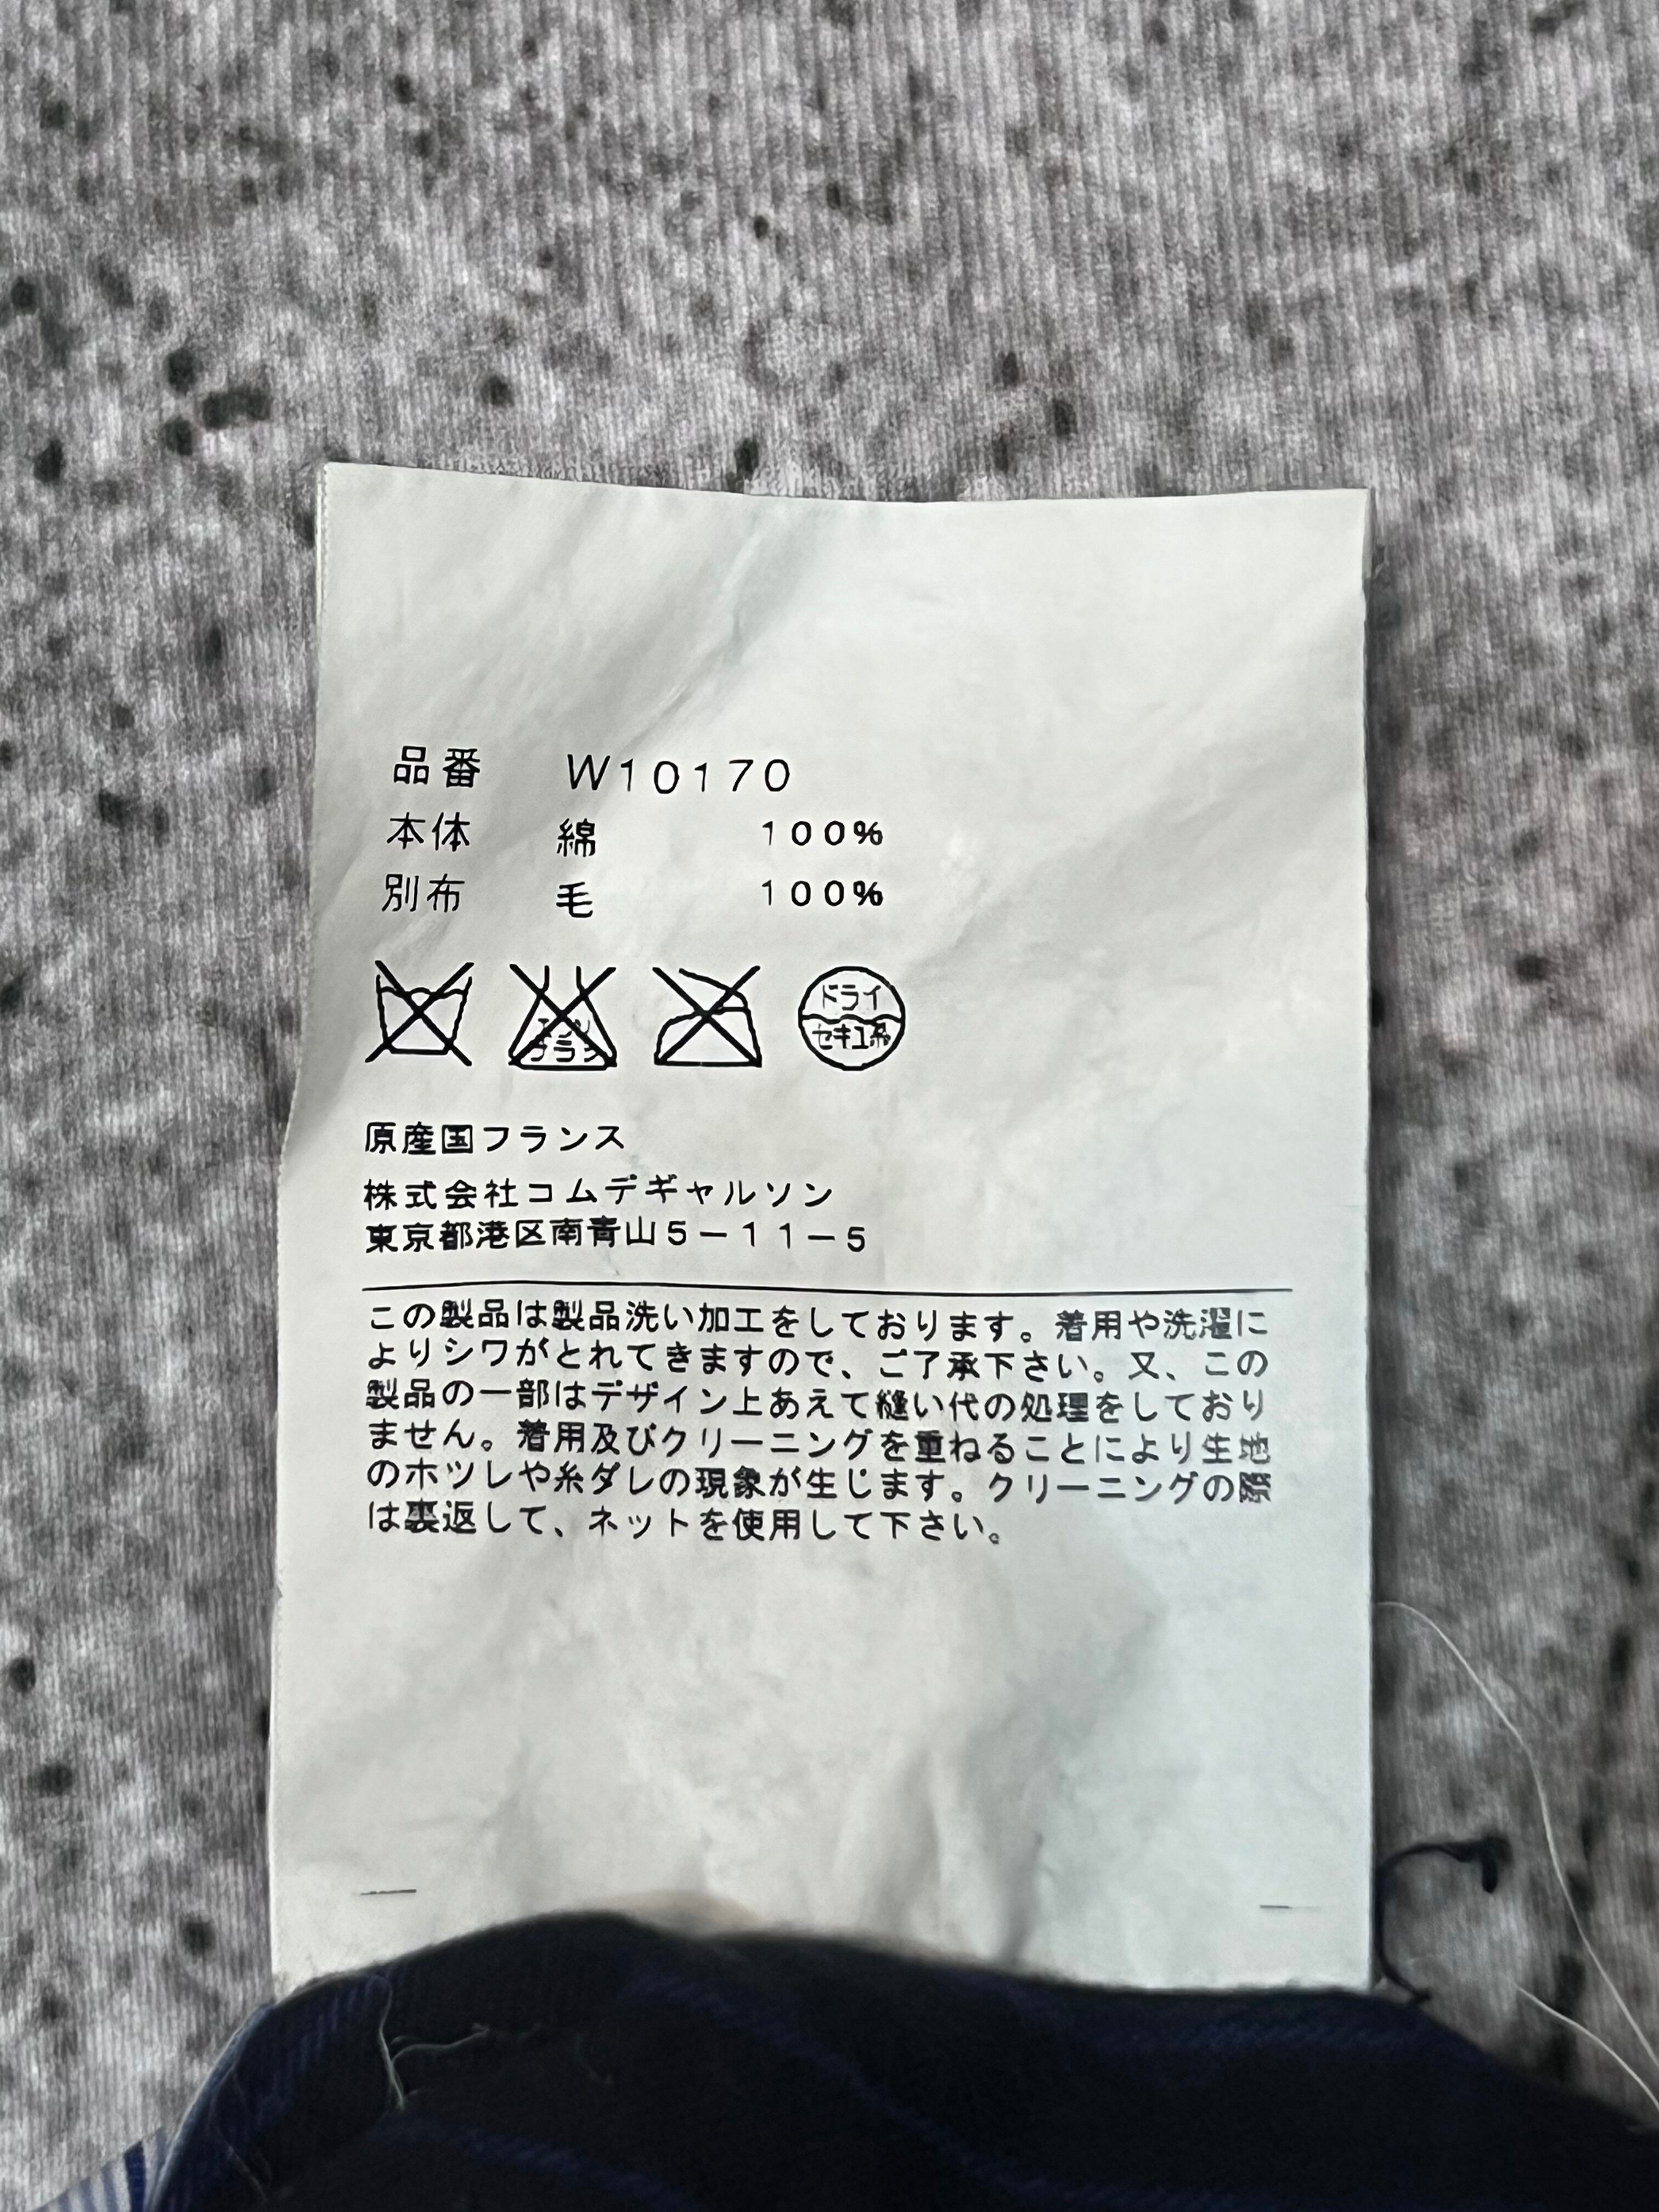 品番 W10170
本体 綿 100%
別布 毛 100%
エンソ
ドライ
セキユ系
原産国フランス
株式会社コムデギャルソン
東京都港区南青山5-11-5
この製品は製品洗い加工をしております。着用や洗濯に
よりシワがとれてきますので、ご了承下さい。又、この
製品の一部はデザイン上あえて縫い代の処理をしており
ません。着用及びクリーニングを重ねることにより生地
のホツレや糸ダレの現象が生じます。クリーニングの際
は裏返して、ネットを使用して下さい。